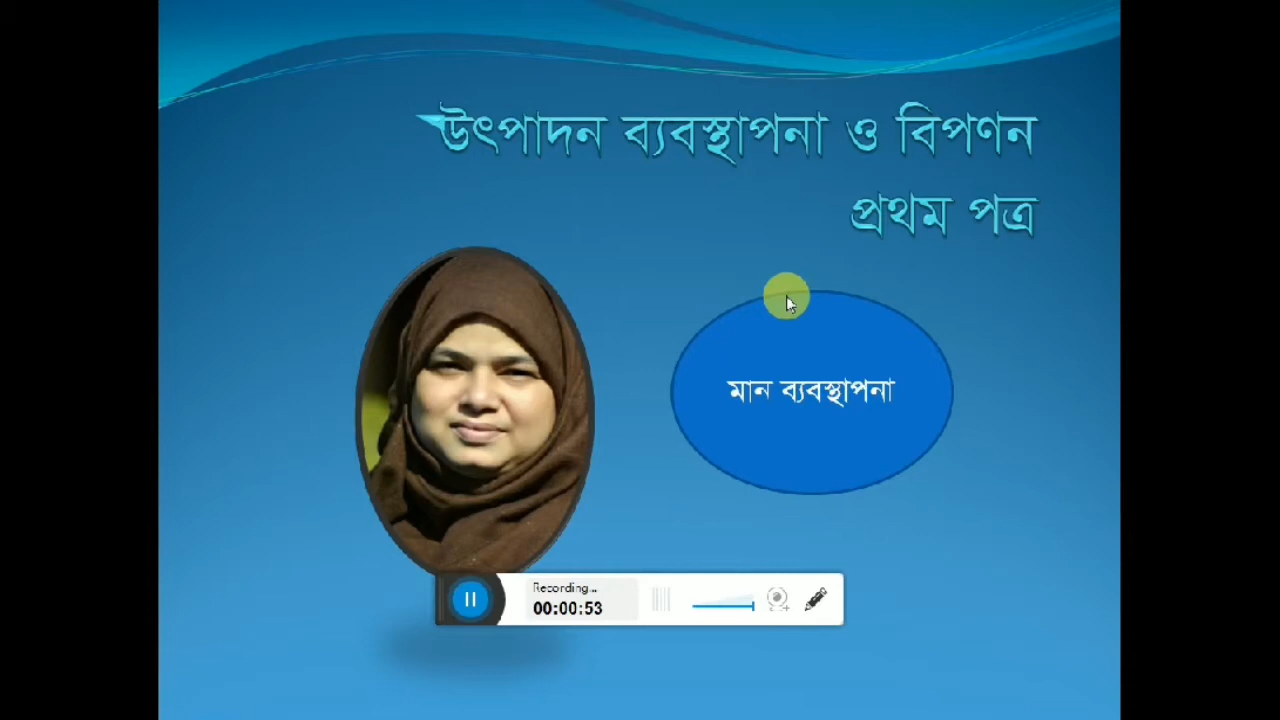 উৎপাদন ব্যবস্থাপনা ও বিপণন
প্রথম পত্র
মান ব্যবস্থাপনা
Recording...
00:00:53